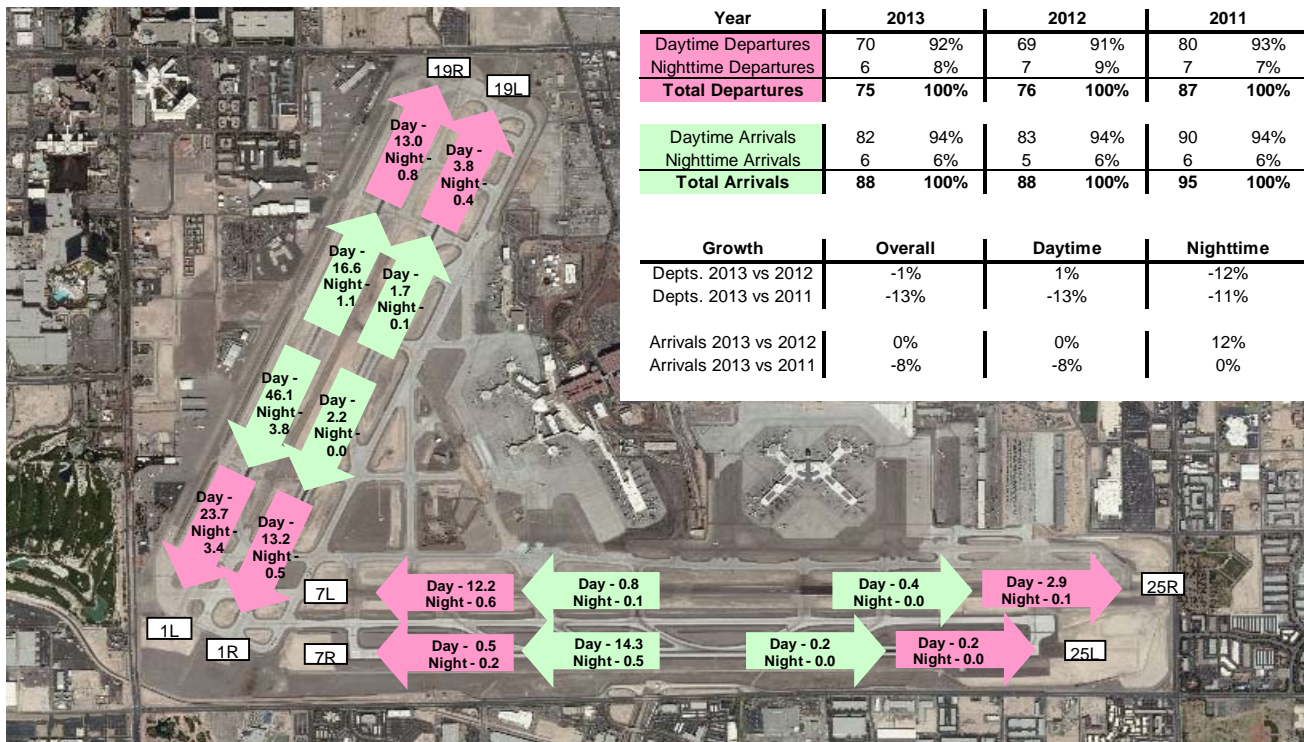 Year 2013 2012 2011
Daytime Departures 70 92% 69 91% 80 93%
Nighttime Departures 6 8% 7 9% 7 7%
Total Departures 75 100% 76 100% 87 100%
Daytime Arrivals 82 94% 83 94% 90 94%
Nighttime Arrivals 6 6% 5 6% 6 6%
Total Arrivals 88 100% 88 100% 95 100%
Growth Overall Daytime Nighttime
Depts. 2013 vs 2012 -1% 1% -12%
Depts. 2013 vs 2011 -13% -13% -11%
Arrivals 2013 vs 2012 0% 0% 12%
Arrivals 2013 vs 2011 -8% -8% 0%
19R
19L
Day -
13.0
Night -
0.8
Day -
3.8
Night -
0.4
Day -
16.6
Night -
1.1
Day -
1.7
Night -
0.1
Day -
46.1
Night -
3.8
Day -
2.2
Night -
0.0
Day -
23.7
Night -
3.4
Day -
13.2
Night -
0.5
7L
Day - 12.2
Night - 0.6
Day - 0.8
Night - 0.1
Day - 0.4
Night - 0.0
Day - 2.9
Night - 0.1
25R
1L
1R
7R
Day - 0.5
Night - 0.2
Day - 14.3
Night - 0.5
Day - 0.2
Night - 0.0
Day - 0.2
Night - 0.0
25L